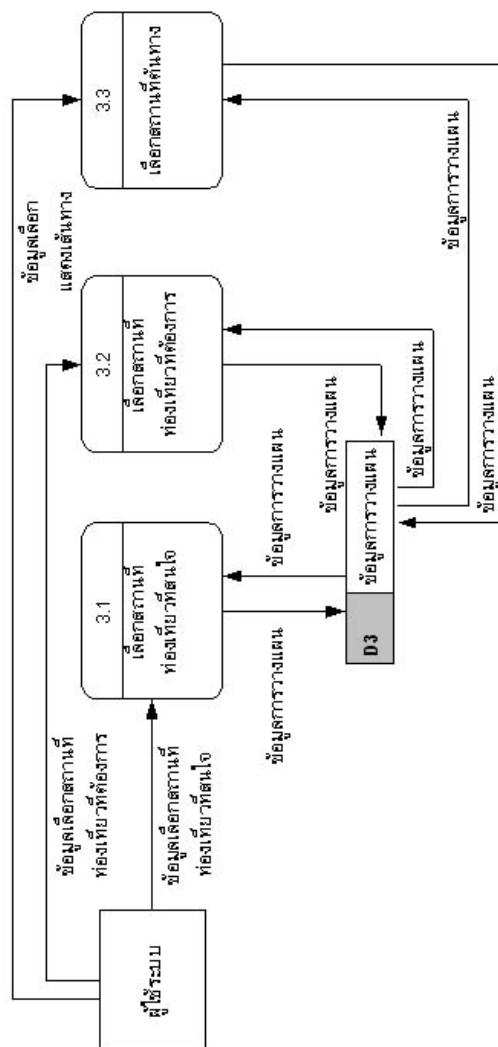 ผู้ใช้ระบบ
ข้อมูลเลือกสถานที่
ท่องเที่ยวที่ต้องการ
ข้อมูลเลือกสถานที่
ท่องเที่ยวที่สนใจ
3.1
เลือกสถานที่
ท่องเที่ยวที่สนใจ
ข้อมูลการวางแผน
ข้อมูลการวางแผน
D3
ข้อมูลการวางแผน
3.2
เลือกสถานที่
ท่องเที่ยวที่ต้องการ
ข้อมูลการวางแผน
ข้อมูลการวางแผน
ข้อมูลเลือก
แสดงเส้นทาง
3.3
เลือกสถานที่ต้นทาง
ข้อมูลการวางแผน
ข้อมูลการวางแผน